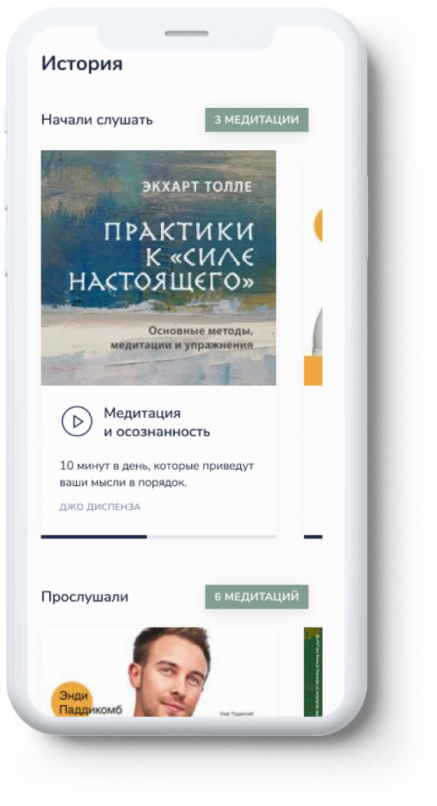 История
Начали слушать
3 МЕДИТАЦИИ
ЭКХАРТ ТОЛЛЕ
ПРАКТИКИ
К «СИЛЕ
НАСТОЯЩЕГО»
Основные методы,
медитации и упражнения
Медитация
и осознанность
10 минут в день, которые приведут
ваши мысли в порядок.
ДЖО ДИСПЕНЗА
Прослушали
6 МЕДИТАЦИЙ
Энди
Паддикомб
Энди Паддикомб